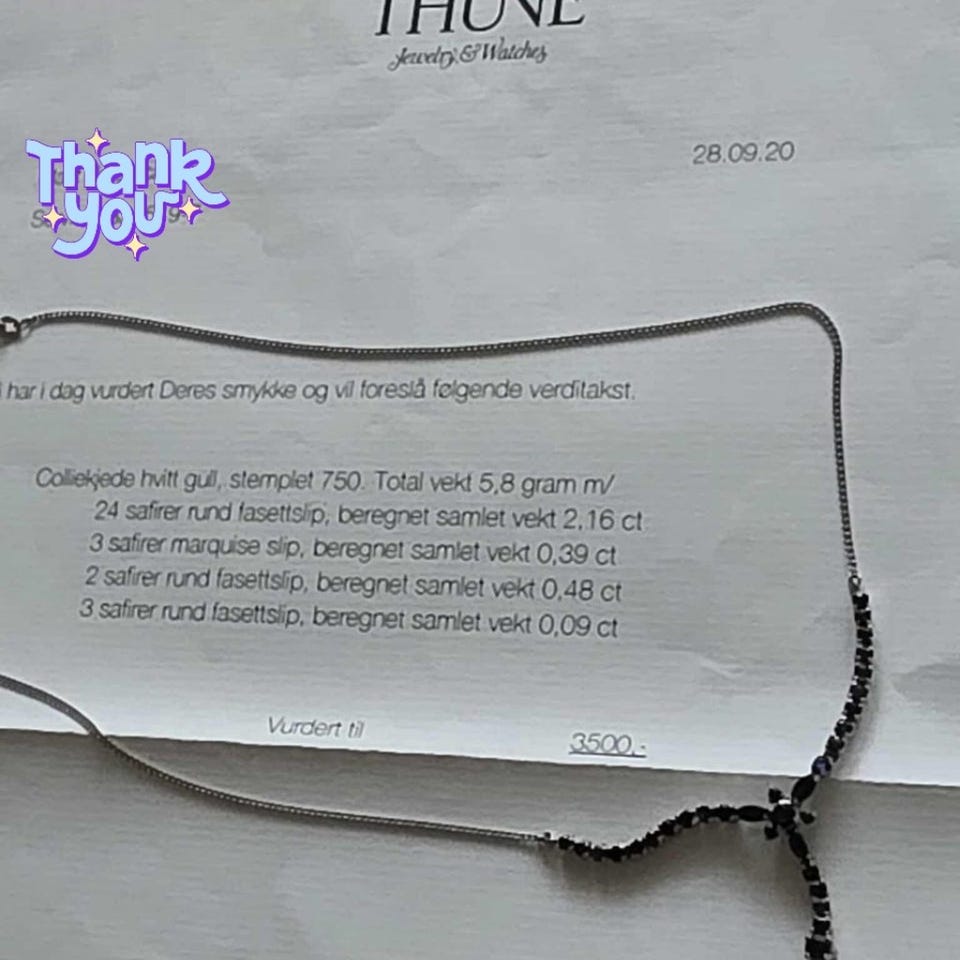 THUNE
Jewelry & Watches
28.09.20
Thank
you
har i dag vurdert Deres smykke og vil foreslå følgende verditakst.
Colliekjede hvitt gull, stemplet 750. Total vekt 5,8 gram m/
24 safirer rund fasettslip, beregnet samlet vekt 2,16 ct
3 safirer marquise slip, beregnet samlet vekt 0,39 ct
2 safirer rund fasettslip, beregnet samlet vekt 0,48 ct
3 safirer rund fasettslip, beregnet samlet vekt 0,09 ct
Vurdert til 3500,-